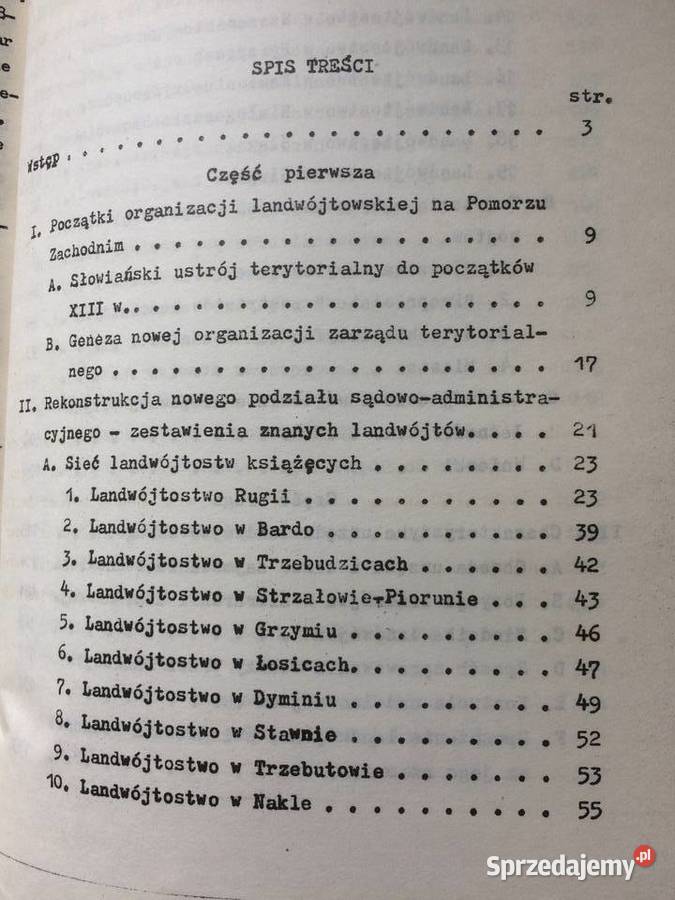 SPIS TREŚCI
str.
Wstęp . . . . . . . . . . . . . . . . . . . . 3
Część pierwsza
I. Początki organizacji landwójtowskiej na Pomorzu
Zachodnim . . . . . . . . . . . . . . . . . . 9
A. Słowiański ustrój terytorialny do początków
XIII w. . . . . . . . . . . . . . . . . . 9
B. Geneza nowej organizacji zarządu terytorial-
nego . . . . . . . . . . . . . . . . . . . 17
II. Rekonstrukcja nowego podziału sądowo-administra-
cyjnego - zestawienia znanych landwójtów. . . . 21
A. Sieć landwójtostw książęcych . . . . . . . . 23
1. Landwójtostwo Rugii . . . . . . . . . . . 23
2. Landwójtostwo w Bardo . . . . . . . . . . 39
3. Landwójtostwo w Trzebudzicach . . . . . . 42
4. Landwójtostwo w Strzałowie-Piorunie . . . 43
5. Landwójtostwo w Grzymiu . . . . . . . . . 46
6. Landwójtostwo w Łosicach. . . . . . . . . 47
7. Landwójtostwo w Dyminiu . . . . . . . . . 49
8. Landwójtostwo w Stawnie . . . . . . . . . 52
9. Landwójtostwo w Trzebutowie . . . . . . . 53
10. Landwójtostwo w Nakle . . . . . . . . . . 55
Sprzedajemy.pl